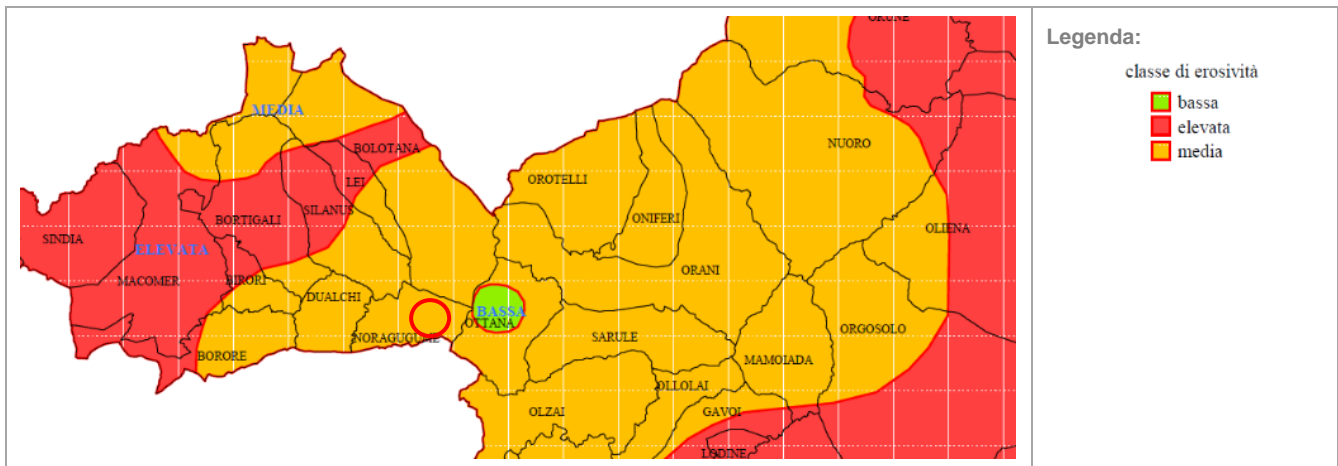 ORUNE
MEDIA
BOLOTANA
NUORO
LEI
OROTELLI
SILANUS
BORTIGALI
ONIFERI
OLIENA
SINDIA
ELEVATA
ORANI
MACOMER
BIRORI
DUALCHI
BASSA
OTTANA
ORGOSOLO
NORAGUGUME
SARULE
BORORE
MAMOIADA
OLLOLAI
OLZAI
GAVOI
LODINE
Legenda:
classe di erosività
bassa
elevata
media